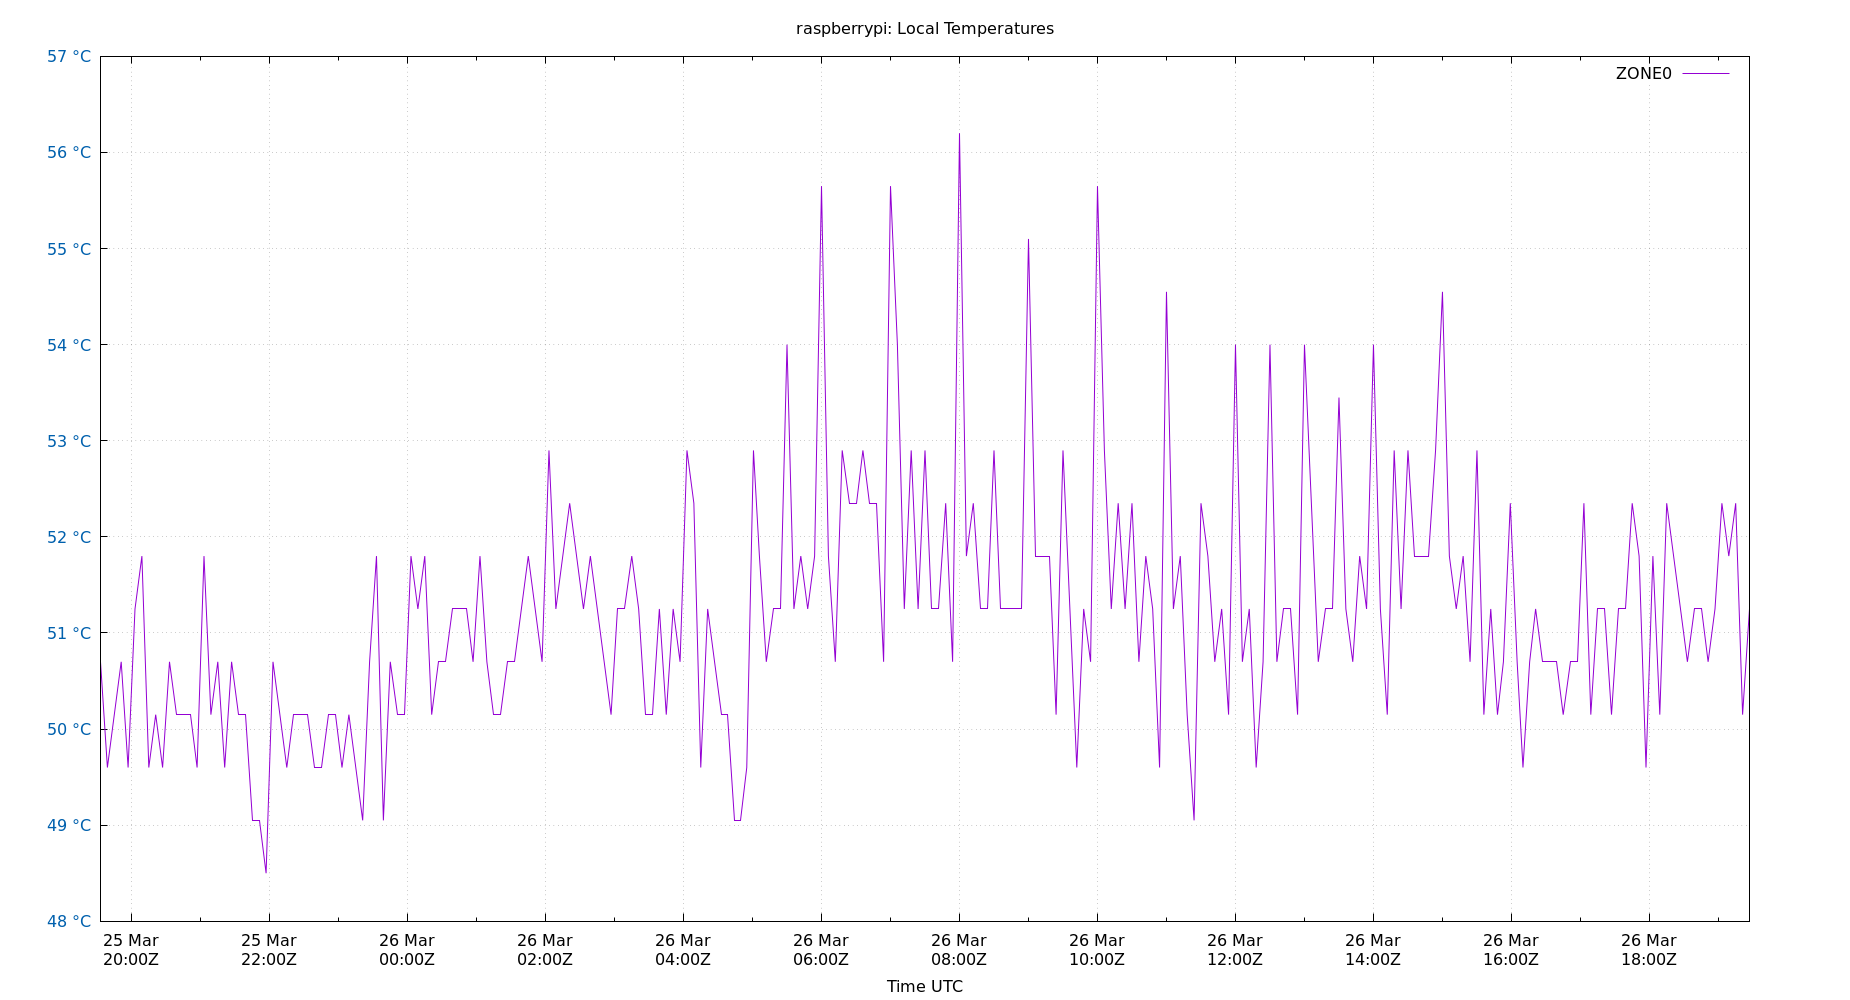 raspberrypi: Local Temperatures
ZONE0
57 °C
56 °C
55 °C
54 °C
53 °C
52 °C
51 °C
50 °C
49 °C
48 °C
25 Mar 25 Mar 26 Mar 26 Mar 26 Mar 26 Mar 26 Mar 26 Mar 26 Mar 26 Mar 26 Mar 26 Mar
20:00Z 22:00Z 00:00Z 02:00Z 04:00Z 06:00Z 08:00Z 10:00Z 12:00Z 14:00Z 16:00Z 18:00Z
Time UTC